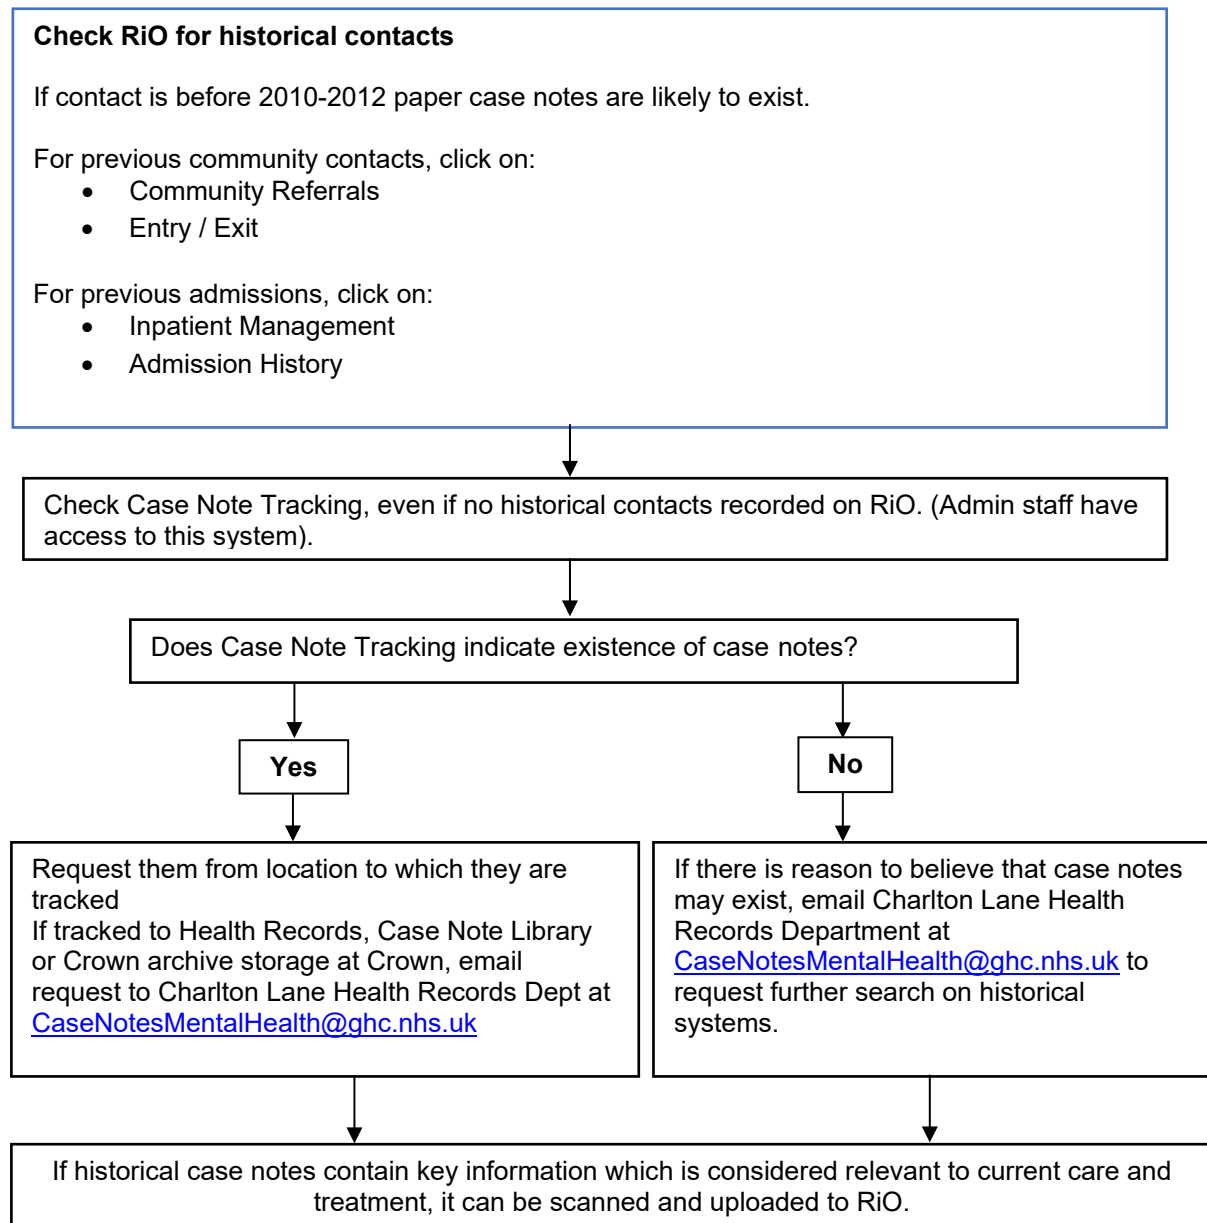 Check RiO for historical contacts
If contact is before 2010-2012 paper case notes are likely to exist.
For previous community contacts, click on:
• Community Referrals
• Entry / Exit
For previous admissions, click on:
• Inpatient Management
• Admission History
Check Case Note Tracking, even if no historical contacts recorded on RiO. (Admin staff have
access to this system).
Does Case Note Tracking indicate existence of case notes?
Yes
No
Request them from location to which they are
tracked
If tracked to Health Records, Case Note Library
or Crown archive storage at Crown, email
request to Charlton Lane Health Records Dept at
CaseNotesMentalHealth@ghc.nhs.uk
If there is reason to believe that case notes
may exist, email Charlton Lane Health
Records Department at
CaseNotesMentalHealth@ghc.nhs.uk to
request further search on historical
systems.
If historical case notes contain key information which is considered relevant to current care and
treatment, it can be scanned and uploaded to RiO.